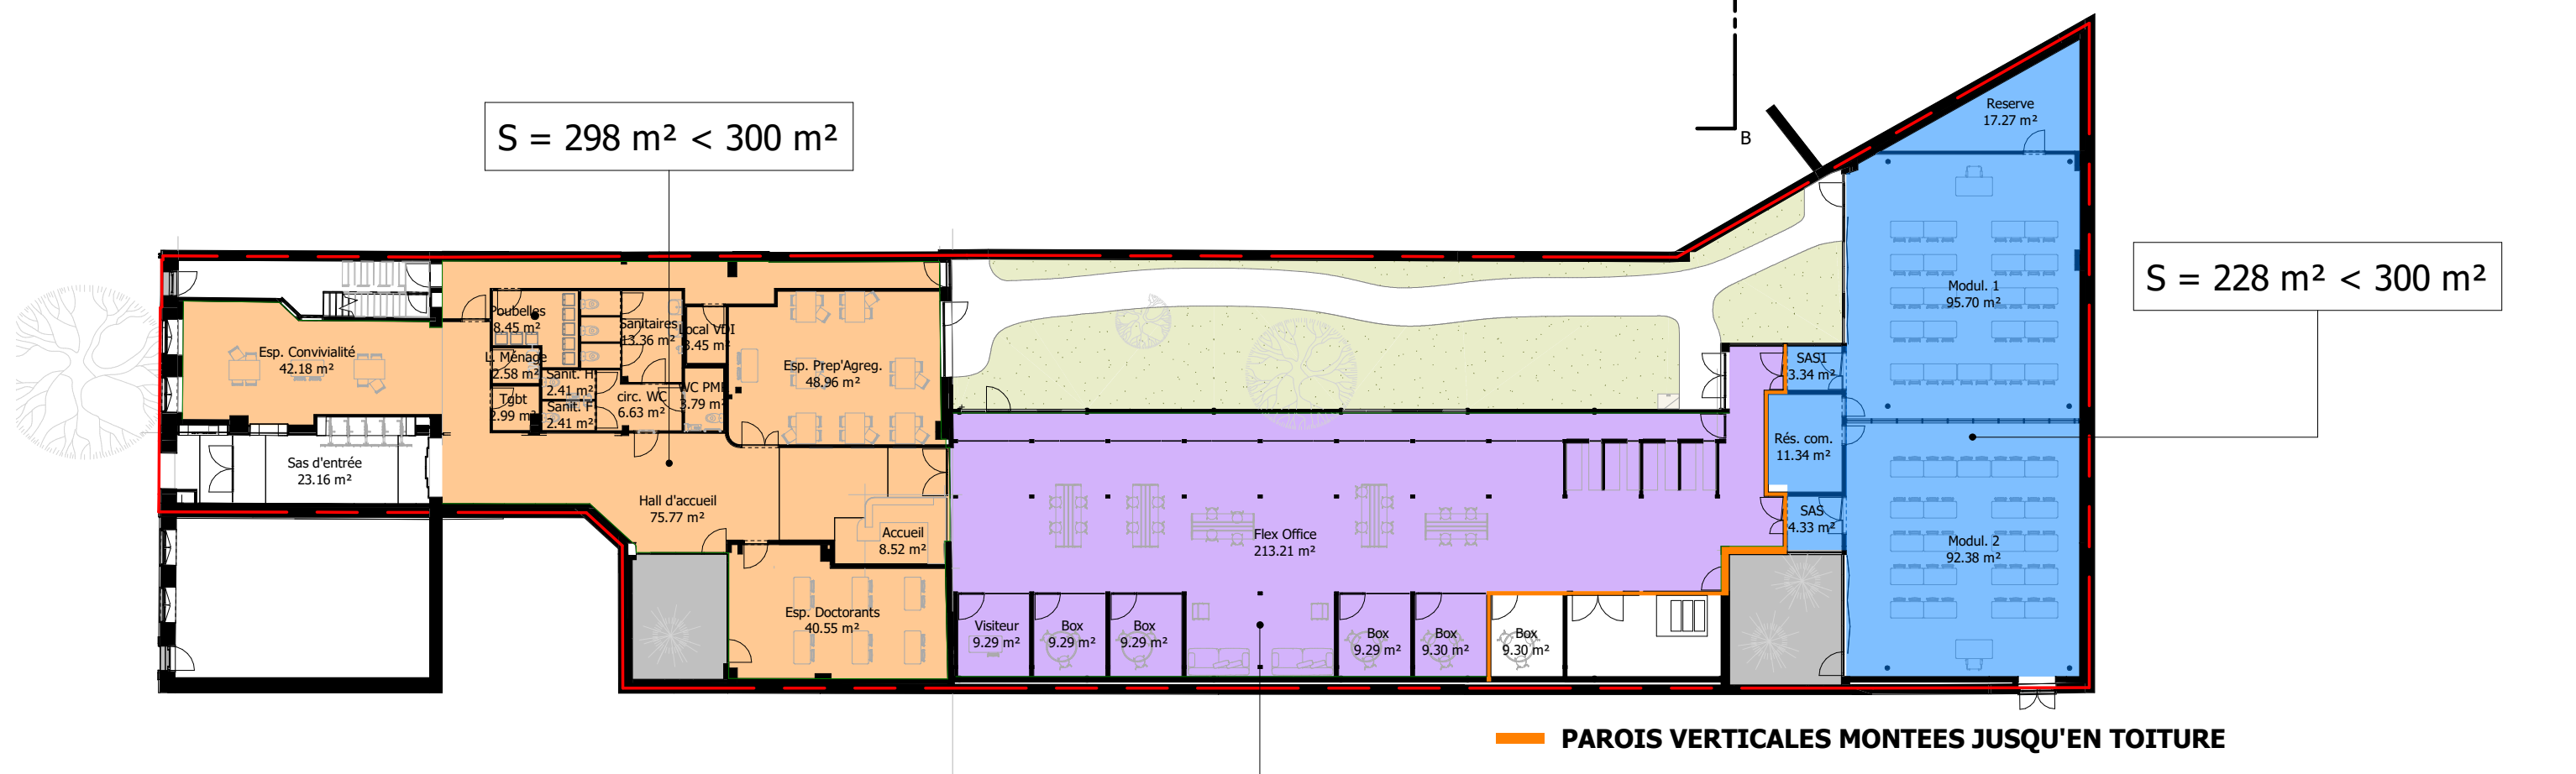 B
S = 298 m² < 300 m²
Reserve
17.27 m²
S = 228 m² < 300 m²
Modul. 1
95.70 m²
Poubelles
8.45 m²
Sanitaires
13.36 m²
Local VDI
3.45 m²
Esp. Convivialité
42.18 m²
L. Ménage
2.58 m²
Esp. Prep'Agreg.
48.96 m²
SAS1
3.34 m²
Sanit. H
2.41 m²
Tgbt
2.99 m²
Sanit. F
2.41 m²
circ. WC
6.63 m²
WC PMR
3.79 m²
Rés. com.
11.34 m²
Sas d'entrée
23.16 m²
Hall d'accueil
75.77 m²
Accueil
8.52 m²
Flex Office
213.21 m²
SAS
4.33 m²
Modul. 2
92.38 m²
Esp. Doctorants
40.55 m²
Visiteur
9.29 m²
Box
9.29 m²
Box
9.29 m²
Box
9.29 m²
Box
9.30 m²
Box
9.30 m²
PAROIS VERTICALES MONTEES JUSQU'EN TOITURE